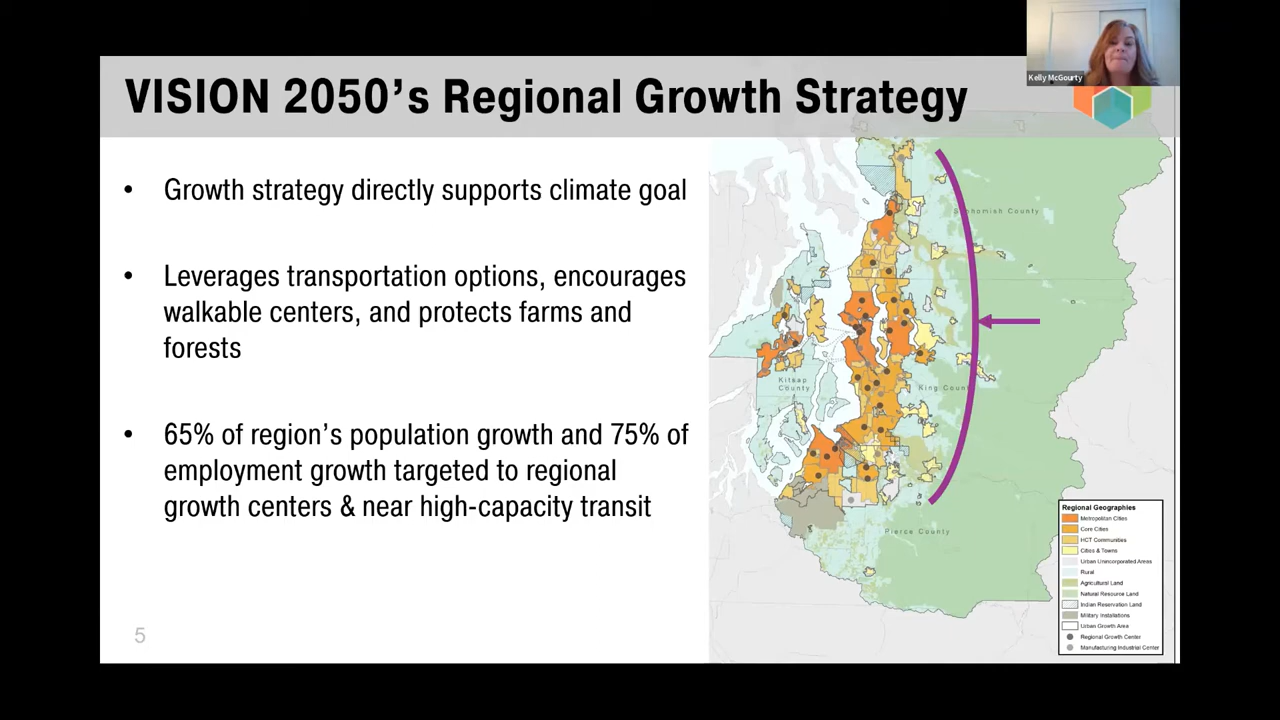 Kelly McGourty
VISION 2050's Regional Growth Strategy
• Growth strategy directly supports climate goal
• Leverages transportation options, encourages
walkable centers, and protects farms and
forests
• 65% of region's population growth and 75% of
employment growth targeted to regional
growth centers & near high-capacity transit
5
Snohomish County
Kitsap
County
King County
Pierce County
Regional Geographies
Metropolitan Cities
Core Cities
HCT Communities
Cities & Towns
Urban Unincorporated Areas
Rural
Agricultural Land
Natural Resource Land
Indian Reservation Land
Military Installations
Urban Growth Area
Regional Growth Center
Manufacturing Industrial Center